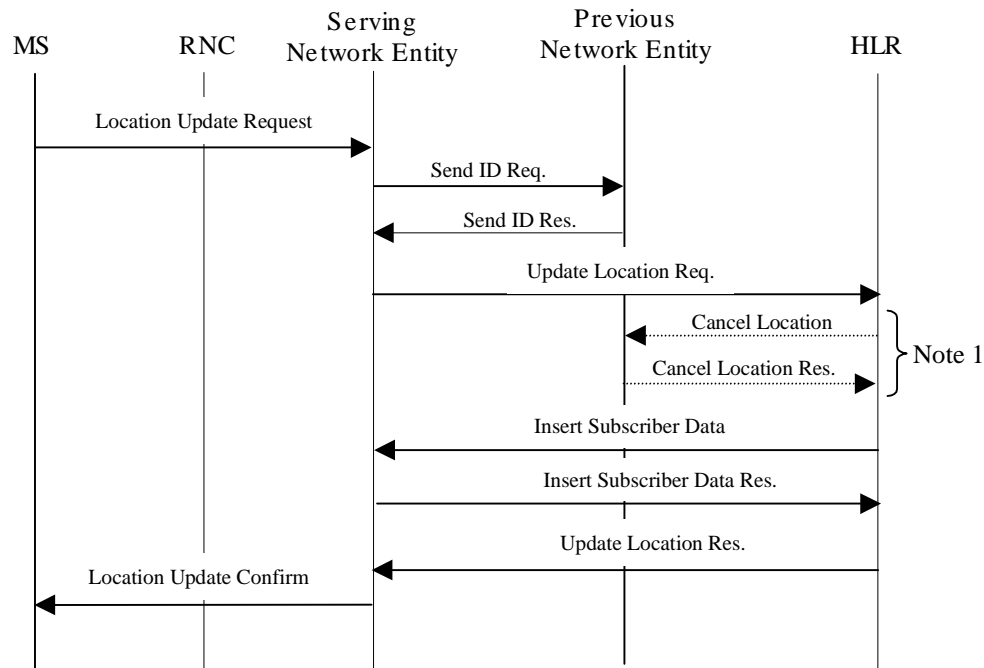 MS
RNC
Serving
Network Entity
Previous
Network Entity
HLR
Location Update Request
Send ID Req.
Send ID Res.
Update Location Req.
Cancel Location
Cancel Location Res.
Note 1
Insert Subscriber Data
Insert Subscriber Data Res.
Update Location Res.
Location Update Confirm